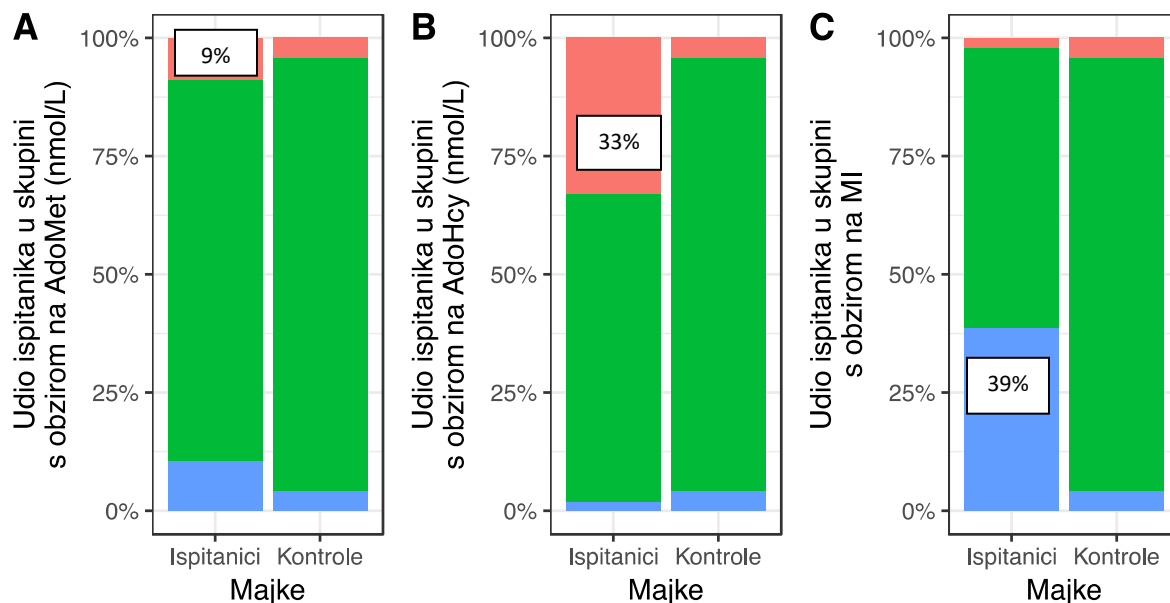 A
Udio ispitanika u skupini
s obzirom na AdoMet (nmol/L)
100%
75%
50%
25%
0%
9%
Ispitanici
Kontrole
Majke
B
Udio ispitanika u skupini
s obzirom na AdoHcy (nmol/L)
100%
75%
50%
25%
0%
33%
Ispitanici
Kontrole
Majke
C
Udio ispitanika u skupini
s obzirom na MI
100%
75%
50%
25%
0%
39%
Ispitanici
Kontrole
Majke